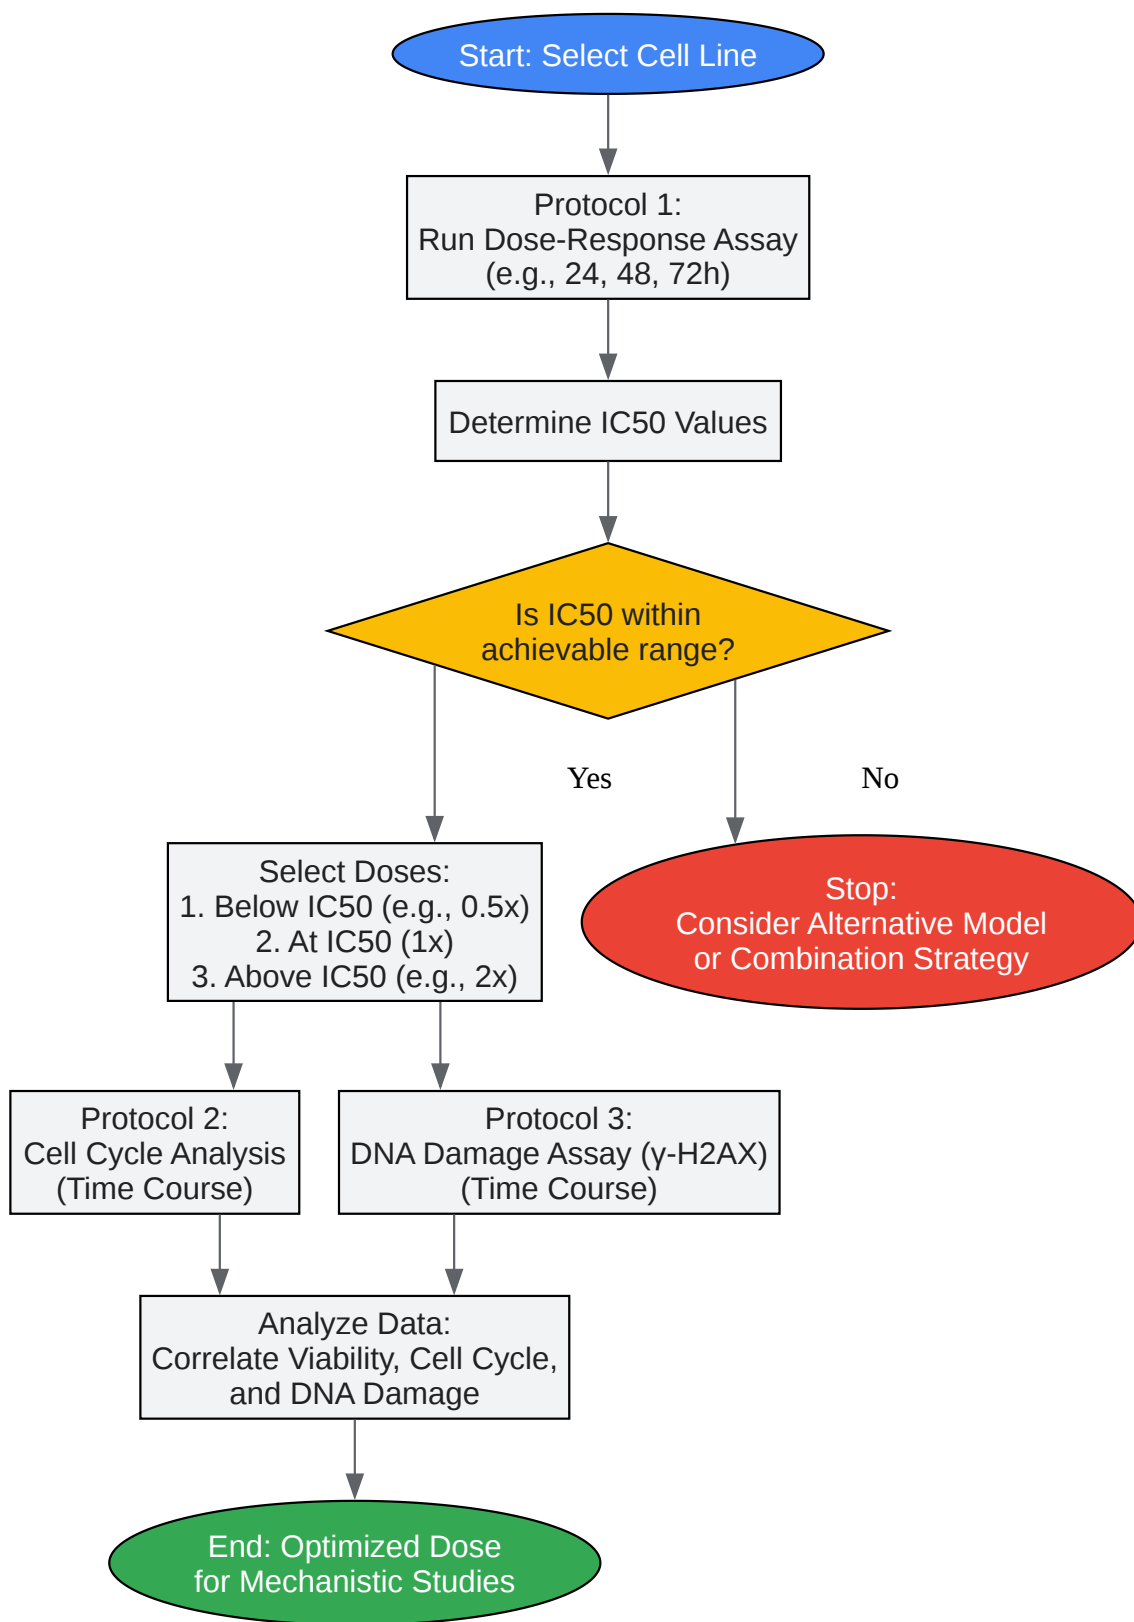 Start: Select Cell Line
Protocol 1:
Run Dose-Response Assay
(e.g., 24, 48, 72h)
Determine IC50 Values
Is IC50 within
achievable range?
Yes
No
Select Doses:
1. Below IC50 (e.g., 0.5x)
2. At IC50 (1x)
3. Above IC50 (e.g., 2x)
Stop:
Consider Alternative Model
or Combination Strategy
Protocol 2:
Cell Cycle Analysis
(Time Course)
Protocol 3:
DNA Damage Assay (γ-H2AX)
(Time Course)
Analyze Data:
Correlate Viability, Cell Cycle,
and DNA Damage
End: Optimized Dose
for Mechanistic Studies